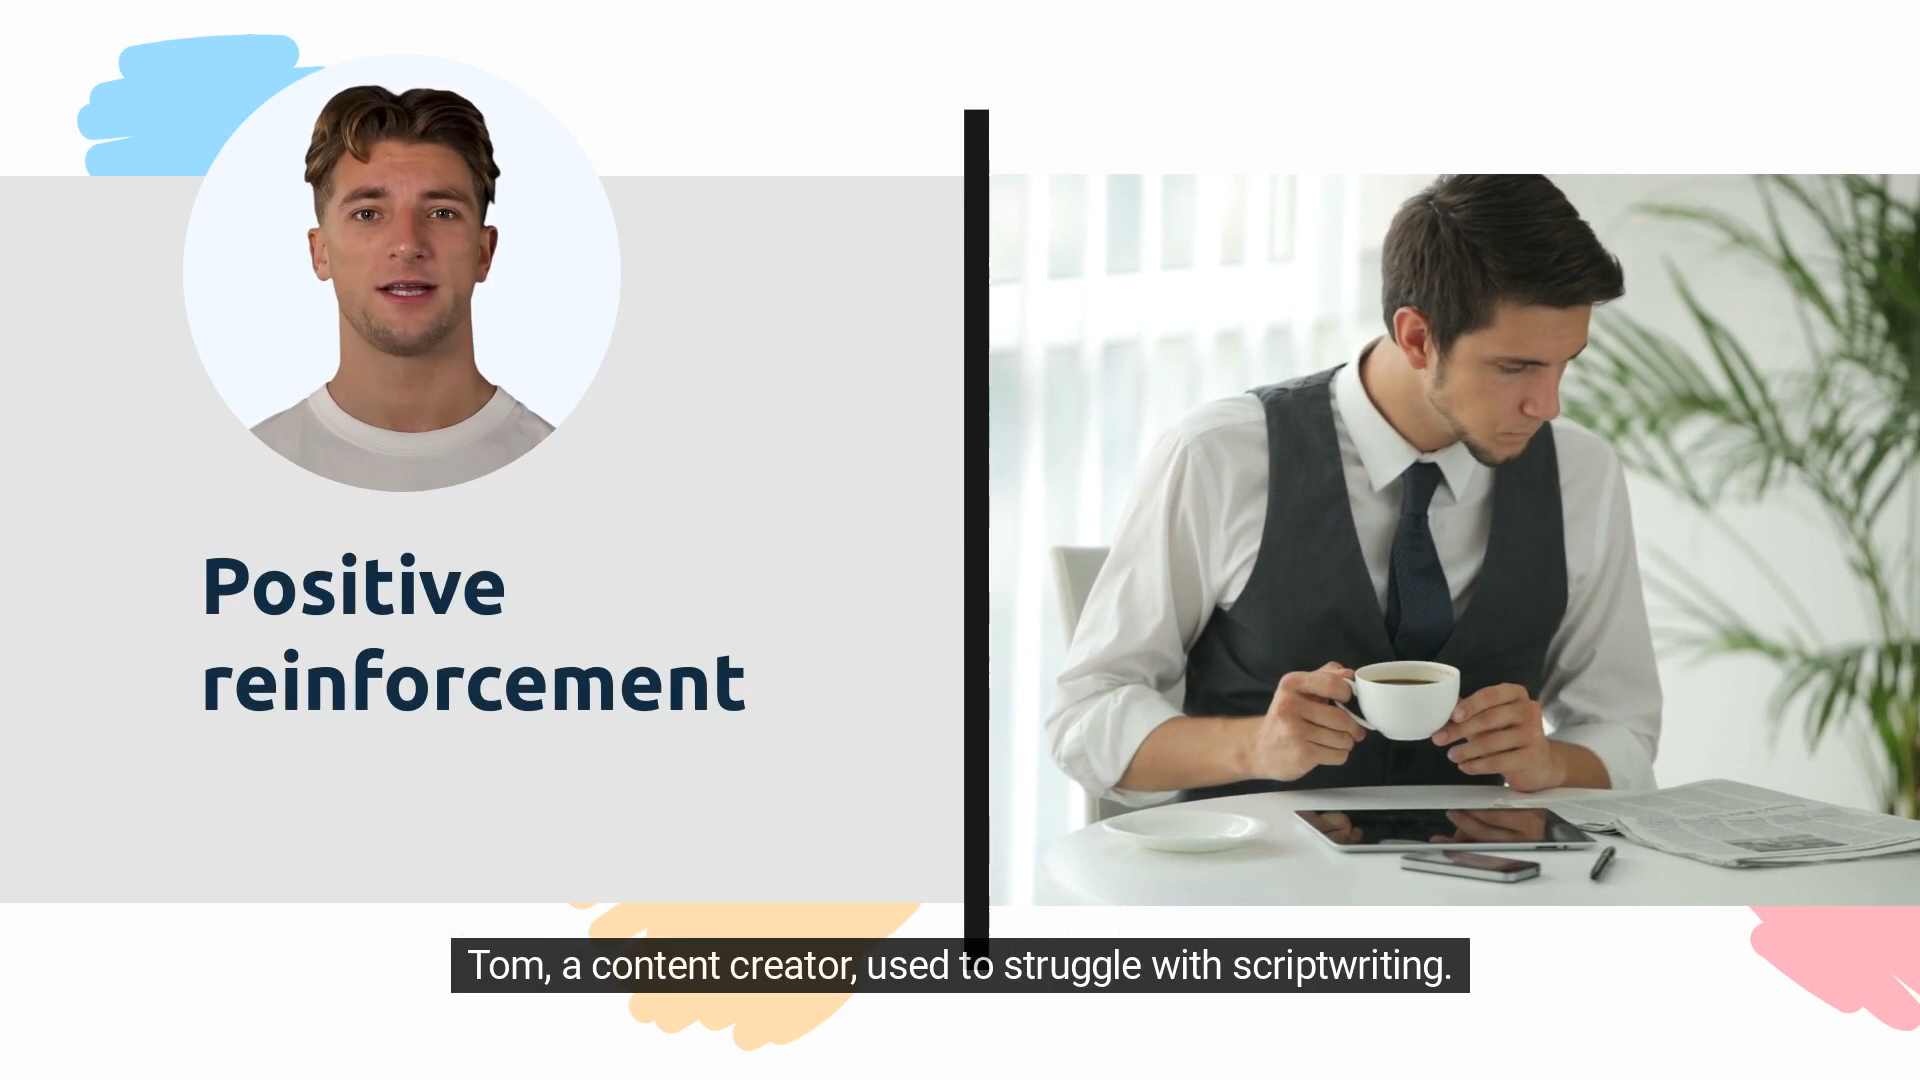 Positive
reinforcement
Tom, a content creator, used to struggle with scriptwriting.